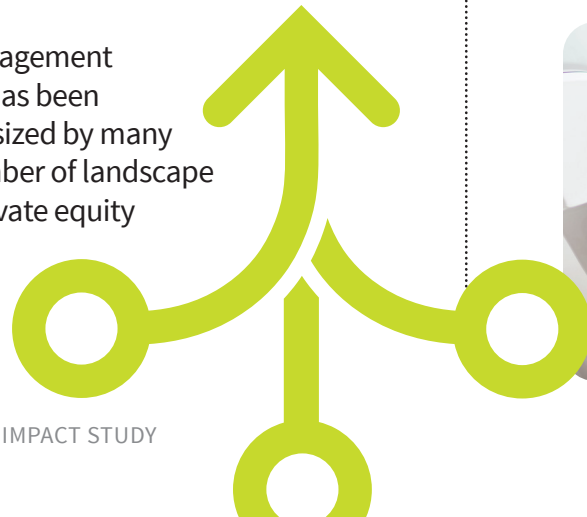 agement
as been
sized by many
ber of landscape
vate equity
IMPACT STUDY